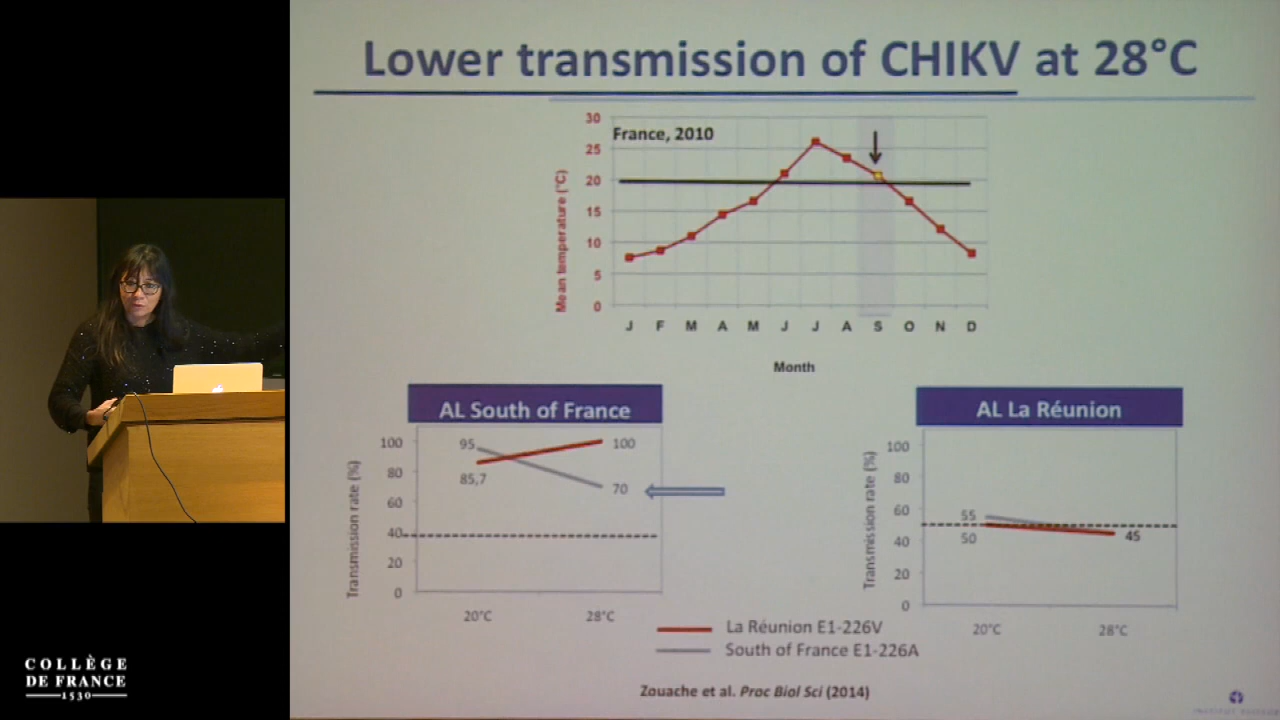 Lower transmission of CHIKV at 28°C
France, 2010
Mean temperature (°C)
30
25
20
15
10
5
0
J F M A M J J A S O N D
Month
AL South of France
Transmission rate (%)
100
80
60
40
20
0
95
85,7
100
70
20°C 28°C
AL La Réunion
Transmission rate (%)
100
80
60
40
20
0
55
50
45
20°C 28°C
La Réunion E1-226V
South of France E1-226A
Zouache et al. Proc Biol Sci (2014)
COLLÈGE
DE FRANCE
1530